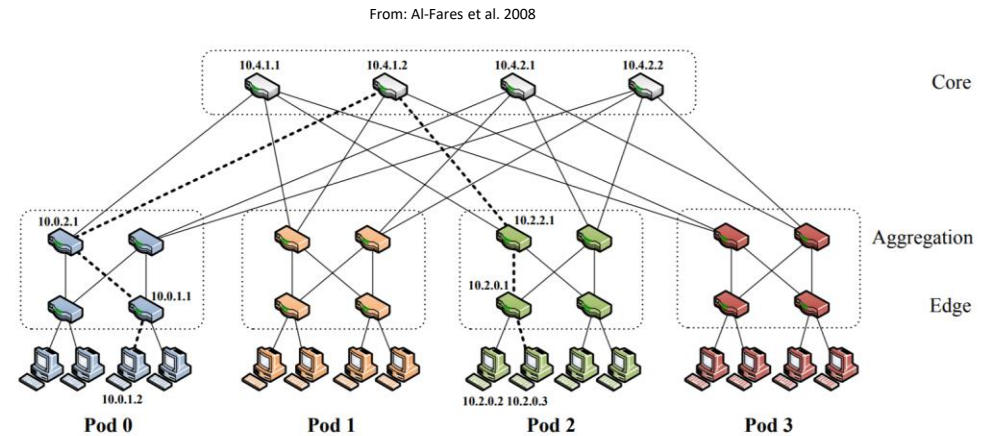 From: Al-Fares et al. 2008
10.4.1.1 10.4.1.2 10.4.2.1 10.4.2.2
Core
10.0.2.1 10.2.2.1
Aggregation
10.0.1.1 10.2.0.1
Edge
10.0.1.2 10.2.0.2 10.2.0.3
Pod 0 Pod 1 Pod 2 Pod 3